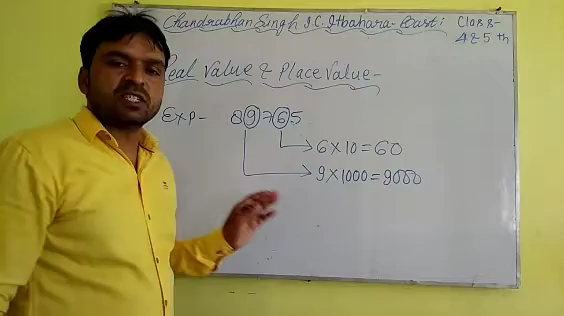 Chandrabhan Singh I.C. Itbahara-Basti:
Class-
4 & 5 th
Real Value & Place Value-
Exp- 89765
6×10=60
9×1000=9000